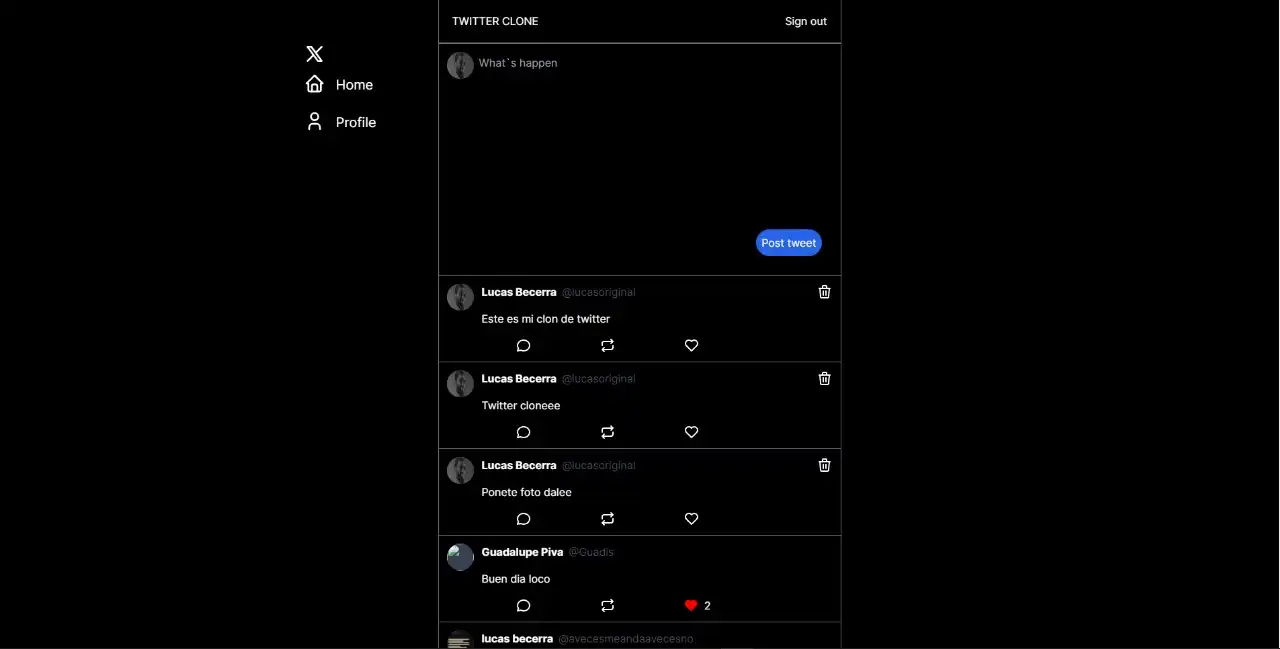 TWITTER CLONE
Sign out
Home
Profile
What`s happen
Post tweet
Lucas Becerra @lucasoriginal
Este es mi clon de twitter
Lucas Becerra @lucasoriginal
Twitter cloneee
Lucas Becerra @lucasoriginal
Ponete foto dalee
Guadalupe Piva @Guadis
Buen dia loco
2
lucas becerra @avecesmeandaavecesno